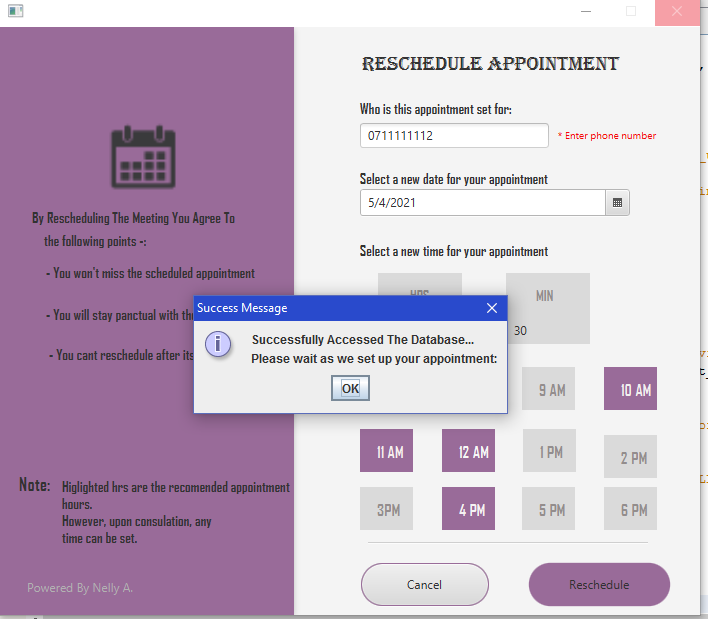 RESCHEDULE APPOINTMENT
Who is this appointment set for:
0711111112
* Enter phone number
Select a new date for your appointment
5/4/2021
Select a new time for your appointment
MIN
30
9 AM
10 AM
11 AM
12 AM
1 PM
2 PM
3PM
4 PM
5 PM
6 PM
Cancel
Reschedule
By Rescheduling The Meeting You Agree To
the following points -:
- You won't miss the scheduled appointment
- You will stay punctual with
- You cant reschedule after its
Note:
Higlighted hrs are the recomended appointment
hours.
However, upon consulation, any
time can be set.
Powered By Nelly A.
Success Message
Successfully Accessed The Database...
Please wait as we set up your appointment:
OK